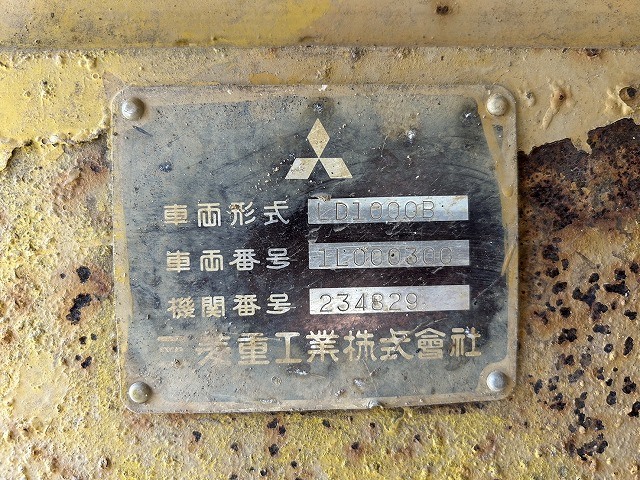 車両形式 LD1000B
車両番号 1L000300
機関番号 234829
三菱重工業株式會社